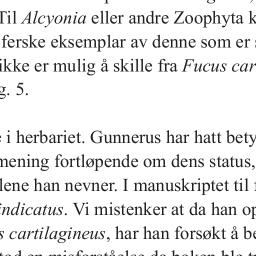 Til Alcyonia eller andre Zoophyta k
ferske eksemplar av denne som er s
ikke er mulig å skille fra Fucus car
g. 5.
i herbariet. Gunnerus har hatt bety
mening fortløpende om dens status,
lene han nevner. I manuskriptet til f
indicatus. Vi mistenker at da han op
s cartilagineus, har han forsøkt å be